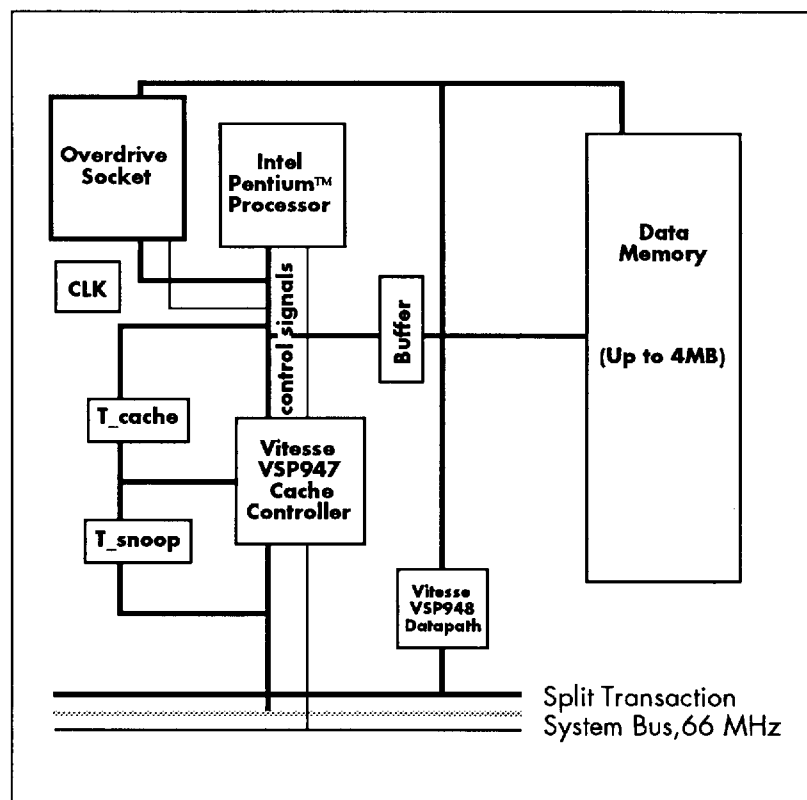 Overdrive
Socket
Intel
Pentium™
Processor
Data
Memory
(Up to 4MB)
CLK
control signals
Buffer
T_cache
Vitesse
VSP947
Cache
Controller
T_snoop
Vitesse
VSP948
Datapath
Split Transaction
System Bus,66 MHz